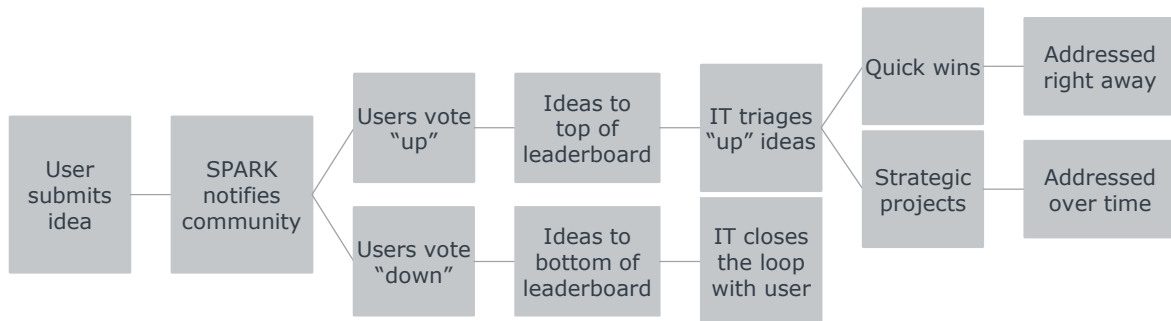 User
submits
idea
SPARK
notifies
community
Users vote
“up”
Ideas to
top of
leaderboard
IT triages
“up” ideas
Quick wins
Addressed
right away
Strategic
projects
Addressed
over time
Users vote
“down”
Ideas to
bottom of
leaderboard
IT closes
the loop
with user